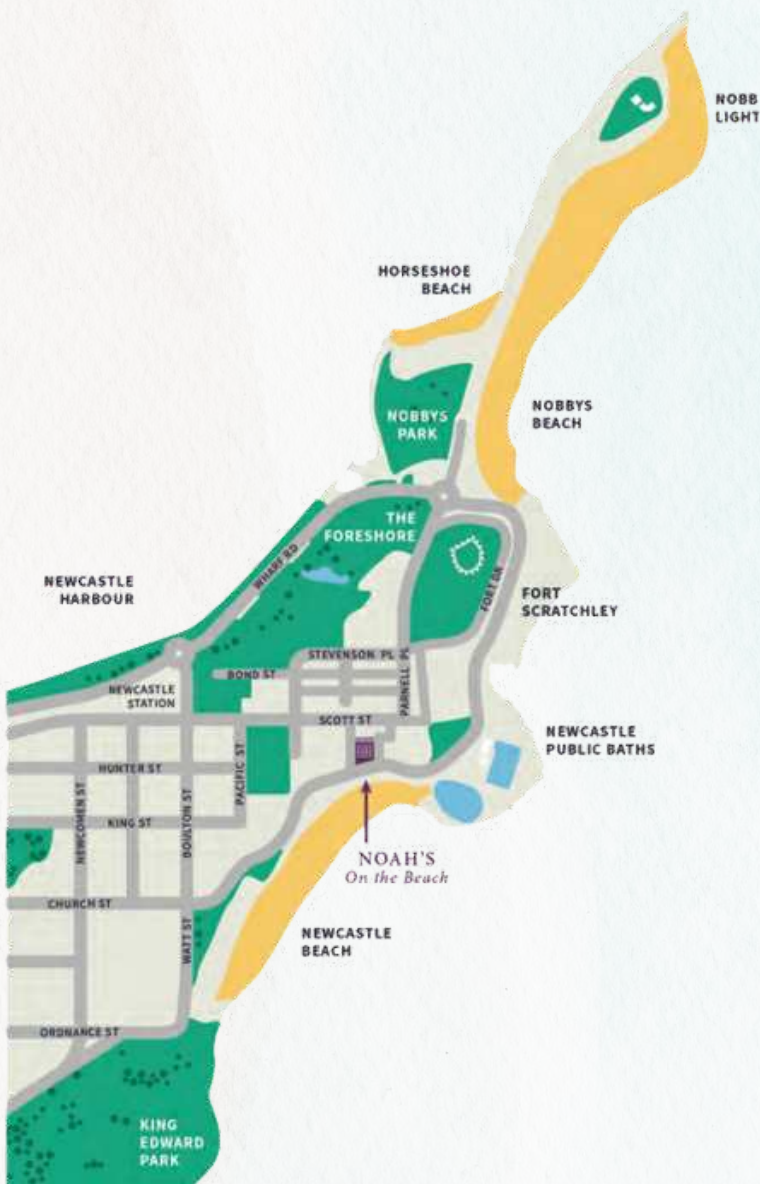 NOBB
LIGHT
HORSESHOE
BEACH
NOBBYS
PARK
NOBBYS
BEACH
THE
FORESHORE
WHARF RD
NEWCASTLE
HARBOUR
FORT DR
FORT
SCRATCHLEY
STEVENSON PL
BOND ST
PARNELL PL
NEWCASTLE
STATION
SCOTT ST
NEWCASTLE
PUBLIC BATHS
HUNTER ST
PACIFIC ST
NEWCOMEN ST
BOULTON ST
KING ST
NOAH'S
On the Beach
CHURCH ST
WATT ST
NEWCASTLE
BEACH
ORDNANCE ST
KING
EDWARD
PARK